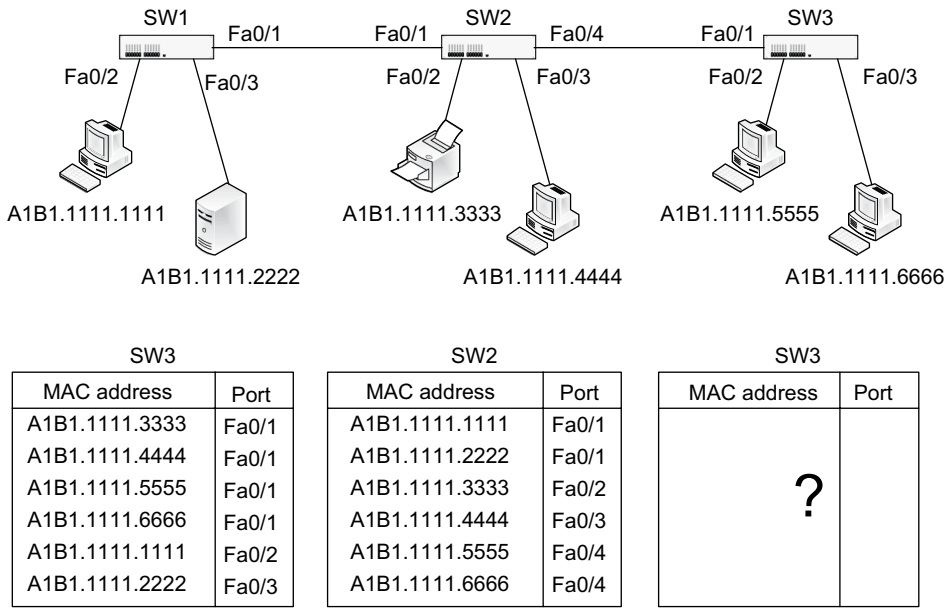 SW1 SW2 SW3
Fa0/1 Fa0/1 Fa0/4 Fa0/1
Fa0/2 Fa0/3 Fa0/2 Fa0/3 Fa0/2 Fa0/3
A1B1.1111.1111 A1B1.1111.3333 A1B1.1111.5555
A1B1.1111.2222 A1B1.1111.4444 A1B1.1111.6666
SW3
MAC address Port
A1B1.1111.3333 Fa0/1
A1B1.1111.4444 Fa0/1
A1B1.1111.5555 Fa0/1
A1B1.1111.6666 Fa0/1
A1B1.1111.1111 Fa0/2
A1B1.1111.2222 Fa0/3
SW2
MAC address Port
A1B1.1111.1111 Fa0/1
A1B1.1111.2222 Fa0/1
A1B1.1111.3333 Fa0/2
A1B1.1111.4444 Fa0/3
A1B1.1111.5555 Fa0/4
A1B1.1111.6666 Fa0/4
SW3
MAC address Port
?